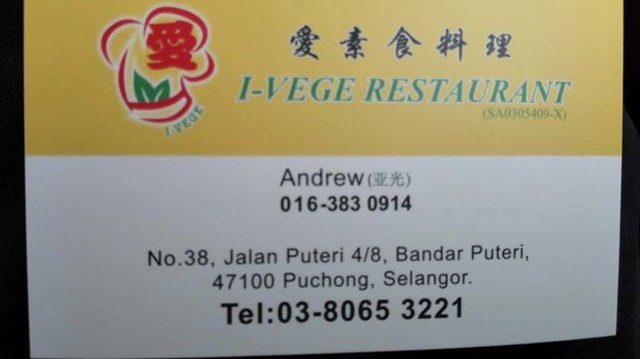 愛
I-VEGE
愛素食料理
I-VEGE RESTAURANT
(SA0305409-X)
Andrew(亚光)
016-383 0914
No.38, Jalan Puteri 4/8, Bandar Puteri,
47100 Puchong, Selangor.
Tel:03-8065 3221